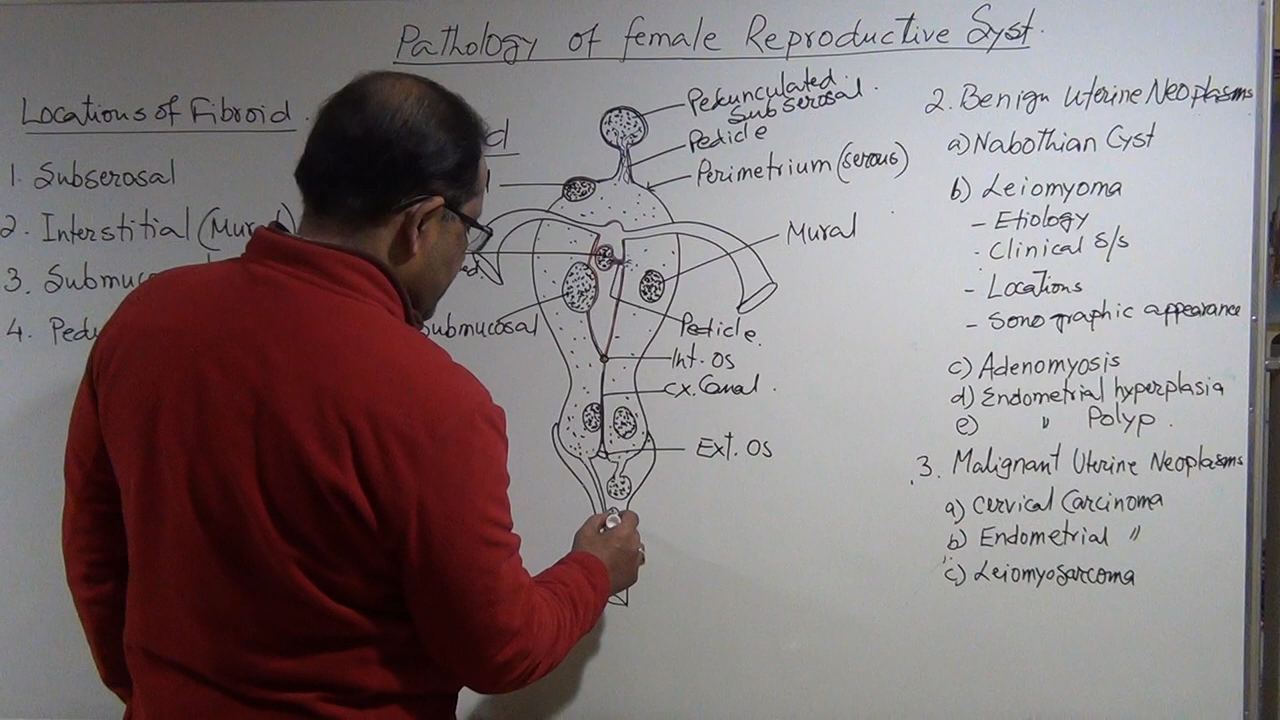 Pathology of female Reproductive Syst.
Locations of Fibroid
1. Subserosal
2. Interstitial (Mural)
3. Submuc
4. Pedu
d
l
Pedunculated
Subserosal.
Pedicle
Perimetrium (serous)
Mural
ed.
Submucosal
Pedicle.
Int. Os
Cx. Canal.
Ext. Os
2. Benign Uterine Neoplasms
a) Nabothian Cyst
b) Leiomyoma
- Etiology
- Clinical S/s
- Locations
- Sonographic appearance
c) Adenomyosis
d) Endometrial hyperplasia
e) " Polyp.
3. Malignant Uterine Neoplasms
a) Cervical Carcinoma
b) Endometrial "
c) Leiomyosarcoma